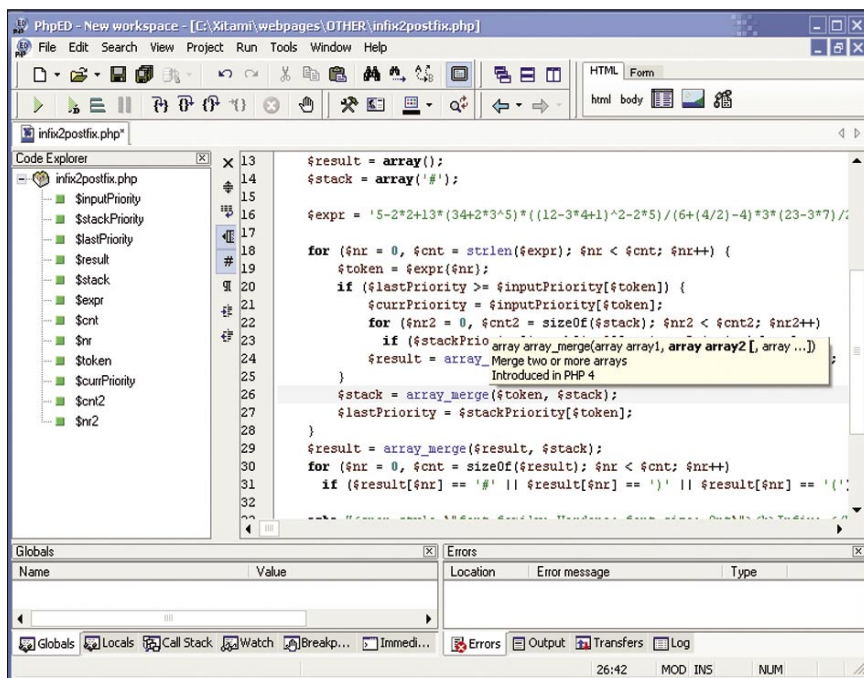 PhpED - New workspace - [C:\Xitami\webpages\OTHER\infix2postfix.php]
File Edit Search View Project Run Tools Window Help
HTML Form
html body
infix2postfix.php*
Code Explorer
infix2postfix.php
$inputPriority
$stackPriority
$lastPriority
$result
$stack
$expr
$cnt
$nr
$token
$currPriority
$cnt2
$nr2
13 $result = array();
14 $stack = array('#');
15
16 $expr = '5-2*2+13*(34+2*3^5)*((12-3*4+1)^2-2*5)/(6+(4/2)-4)*3*(23-3*7)/2
17
18 for ($nr = 0, $cnt = strlen($expr); $nr < $cnt; $nr++) {
19 $token = $expr{$nr};
20 if ($lastPriority >= $inputPriority[$token]) {
21 $currPriority = $inputPriority[$token];
22 for ($nr2 = 0, $cnt2 = sizeOf($stack); $nr2 < $cnt2; $nr2++)
23 if ($stackPrio
array array_merge(array array1, array array2 [, array ...])
Merge two or more arrays
Introduced in PHP 4
24 $result = array_
25 }
26 $stack = array_merge($token, $stack);
27 $lastPriority = $stackPriority[$token];
28 }
29 $result = array_merge($result, $stack);
30 for ($nr = 0, $cnt = sizeOf($result); $nr < $cnt; $nr++)
31 if ($result[$nr] == '#' || $result[$nr] == ')' || $result[$nr] == '('
32
Globals
Name Value
Errors
Location Error message Type
Globals Locals Call Stack Watch Breakp... Immedi...
Errors Output Transfers Log
26:42 MOD INS NUM